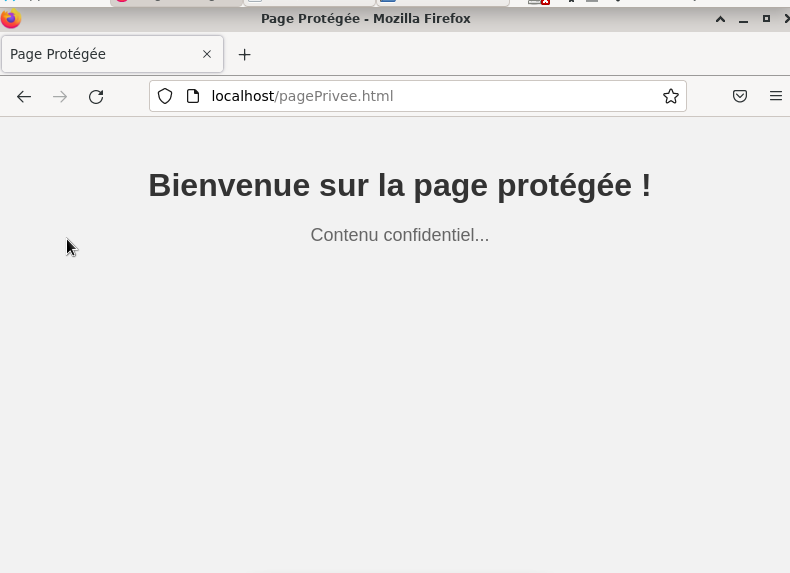 Page Protégée - Mozilla Firefox
Page Protégée
localhost/pagePrivee.html
Bienvenue sur la page protégée !
Contenu confidentiel...